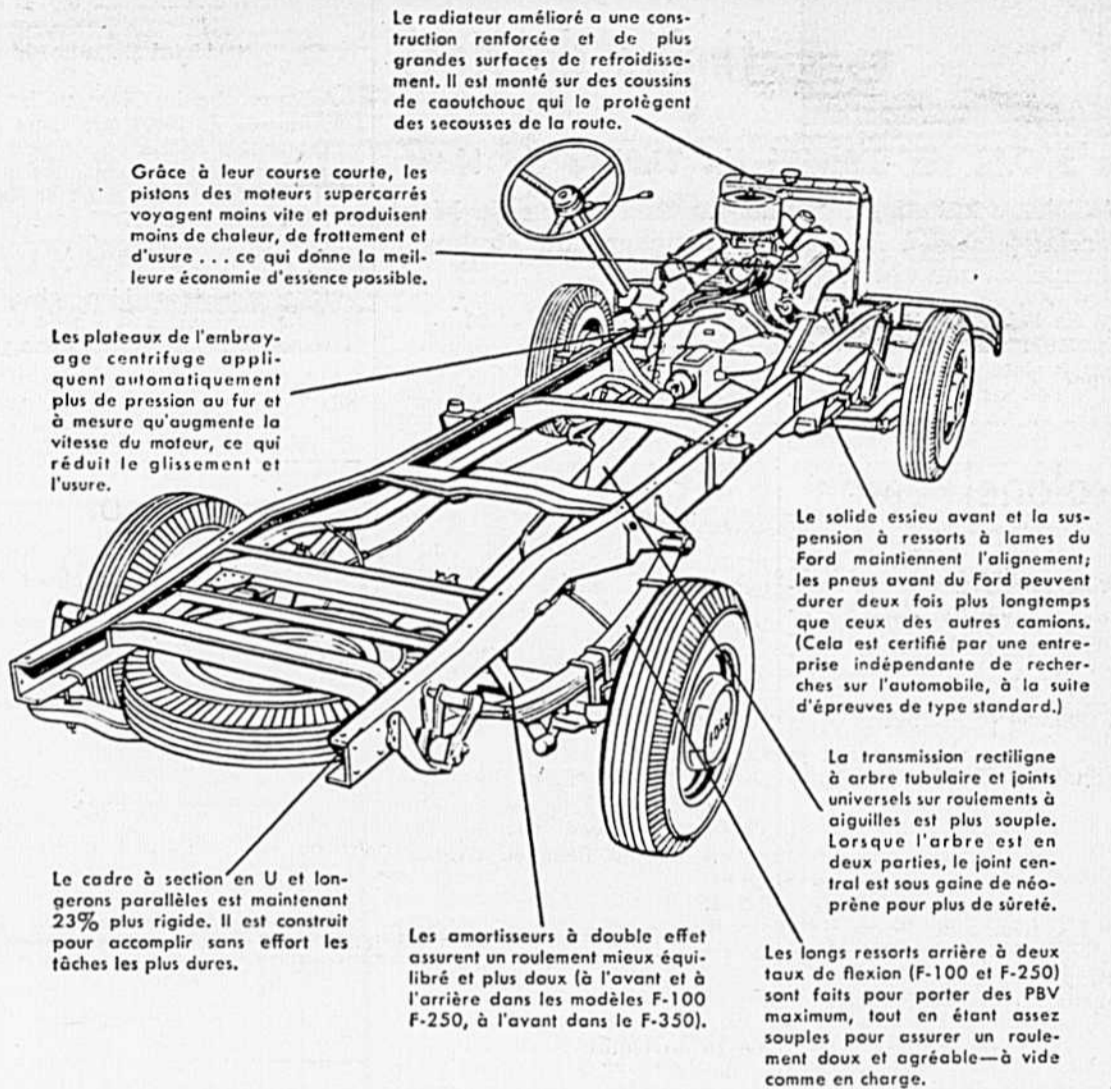 Le radiateur amélioré a une cons-
truction renforcée et de plus
grandes surfaces de refroidisse-
ment. Il est monté sur des coussins
de caoutchouc qui le protègent
des secousses de la route.
Grâce à leur course courte, les
pistons des moteurs supercarrés
voyagent moins vite et produisent
moins de chaleur, de frottement et
d'usure . . . ce qui donne la meil-
leure économie d'essence possible.
Les plateaux de l'embray-
age centrifuge appli-
quent automatiquement
plus de pression au fur et
à mesure qu'augmente la
vitesse du moteur, ce qui
réduit le glissement et
l'usure.
Le solide essieu avant et la sus-
pension à ressorts à lames du
Ford maintiennent l'alignement;
les pneus avant du Ford peuvent
durer deux fois plus longtemps
que ceux des autres camions.
(Cela est certifié par une entre-
prise indépendante de recher-
ches sur l'automobile, à la suite
d'épreuves de type standard.)
La transmission rectiligne
à arbre tubulaire et joints
universels sur roulements à
aiguilles est plus souple.
Lorsque l'arbre est en
deux parties, le joint cen-
tral est sous gaine de néo-
prène pour plus de sûreté.
Le cadre à section en U et lon-
gerons parallèles est maintenant
23% plus rigide. Il est construit
pour accomplir sans effort les
tâches les plus dures.
Les amortisseurs à double effet
assurent un roulement mieux équi-
libré et plus doux (à l'avant et à
l'arrière dans les modèles F-100
F-250, à l'avant dans le F-350).
Les longs ressorts arrière à deux
taux de flexion (F-100 et F-250)
sont faits pour porter des PBV
maximum, tout en étant assez
souples pour assurer un roule-
ment doux et agréable—à vide
comme en charge.
FORD